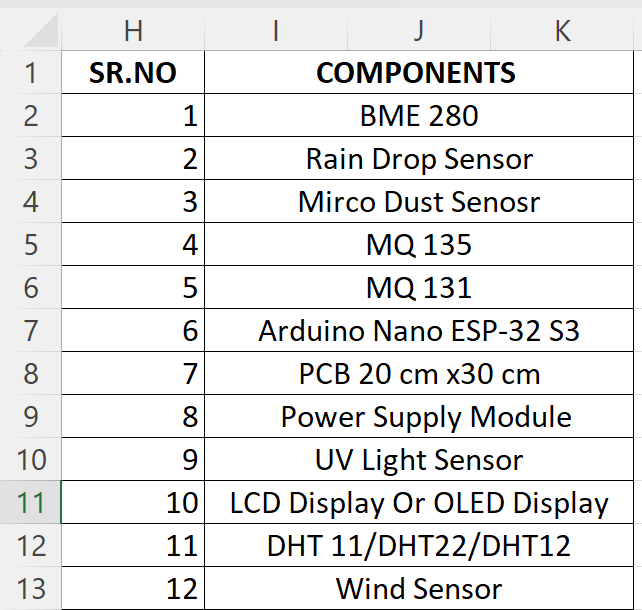 H I J K
1 SR.NO COMPONENTS
2 1 BME 280
3 2 Rain Drop Sensor
4 3 Mirco Dust Senosr
5 4 MQ 135
6 5 MQ 131
7 6 Arduino Nano ESP-32 S3
8 7 PCB 20 cm x30 cm
9 8 Power Supply Module
10 9 UV Light Sensor
11 10 LCD Display Or OLED Display
12 11 DHT 11/DHT22/DHT12
13 12 Wind Sensor